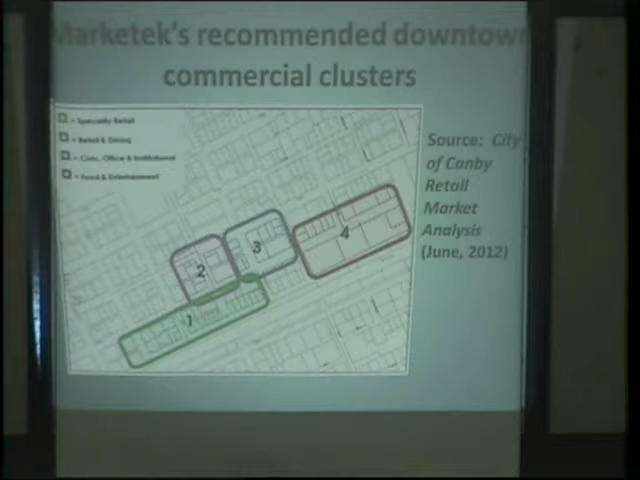 Marketek's recommended downtown
commercial clusters
= Specialty Retail
= Retail & Dining
= Civic, Office & Institutional
= Food & Entertainment
Source: City
of Canby
Retail
Market
Analysis
(June, 2012)
1
2
3
4